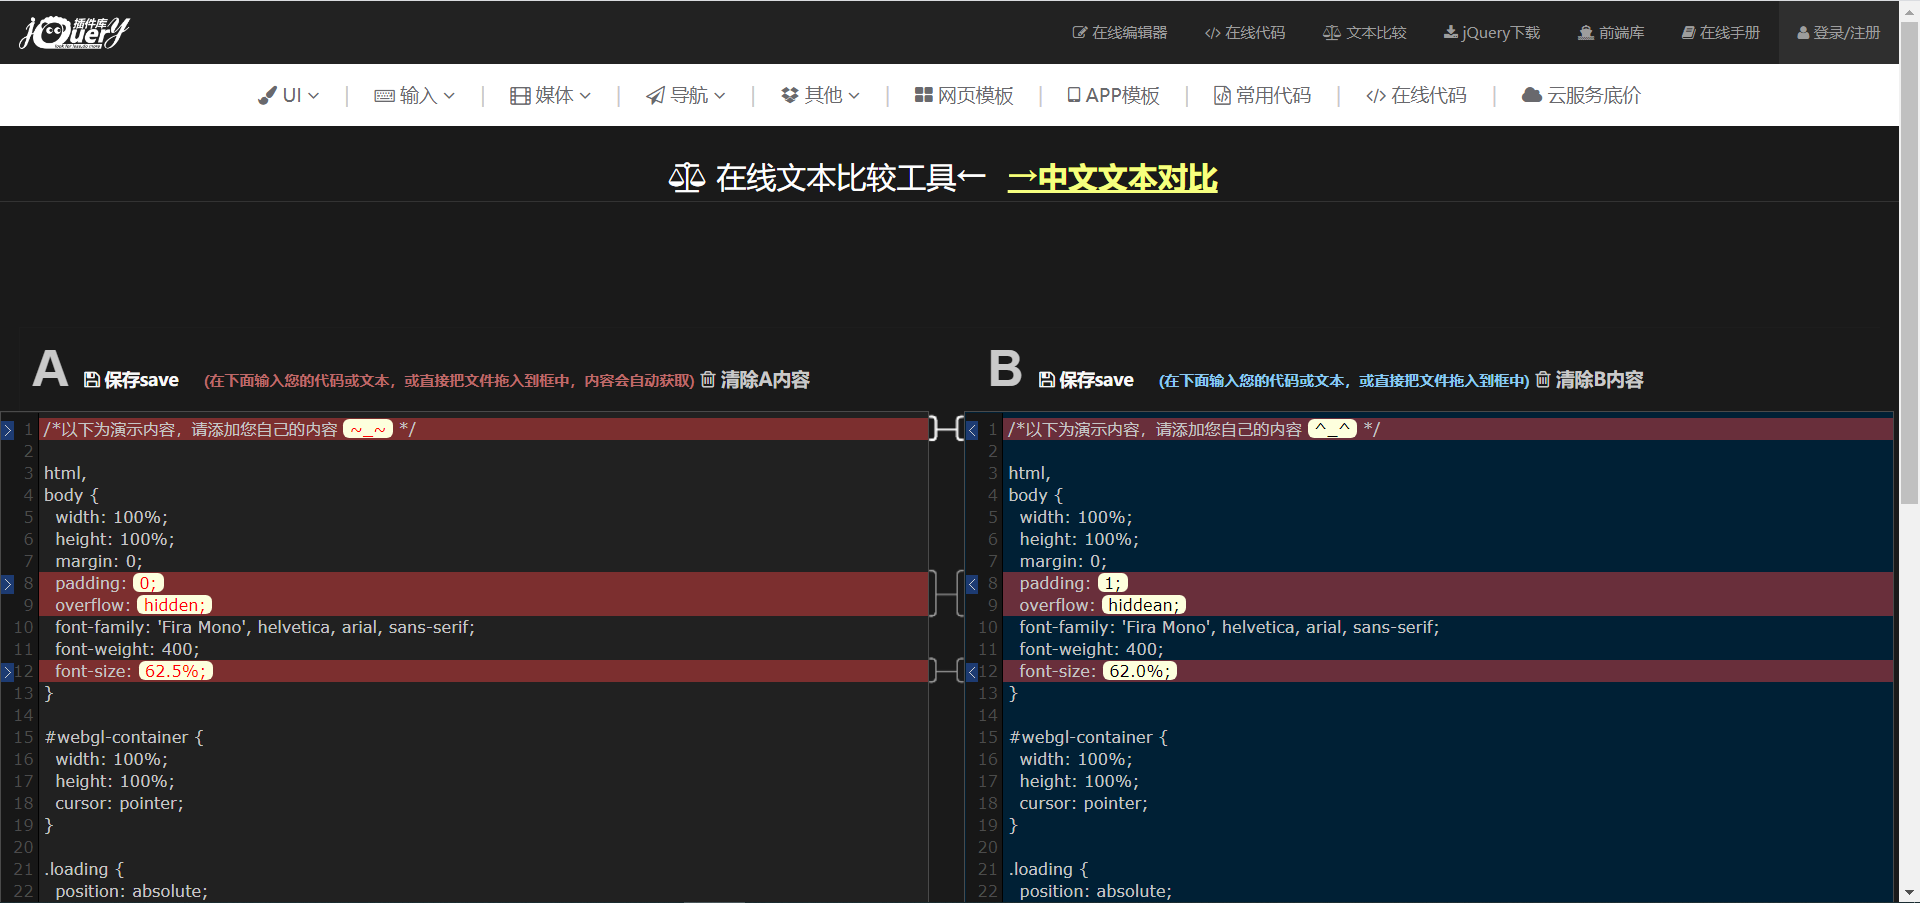 jQuery 插件库
在线编辑器 </> 在线代码 文本比较 jQuery下载 前端库 在线手册 登录/注册
UI | 输入 | 媒体 | 导航 | 其他 | 网页模板 | APP模板 | 常用代码 | </> 在线代码 | 云服务底价
在线文本比较工具← →中文文本对比
A 保存save (在下面输入您的代码或文本，或直接把文件拖入到框中，内容会自动获取) 清除A内容
1 /*以下为演示内容，请添加您自己的内容 ~_~ */
2
3 html,
4 body {
5 width: 100%;
6 height: 100%;
7 margin: 0;
8 padding: 0;
9 overflow: hidden;
10 font-family: 'Fira Mono', helvetica, arial, sans-serif;
11 font-weight: 400;
12 font-size: 62.5%;
13 }
14
15 #webgl-container {
16 width: 100%;
17 height: 100%;
18 cursor: pointer;
19 }
20
21 .loading {
22 position: absolute;
B 保存save (在下面输入您的代码或文本，或直接把文件拖入到框中) 清除B内容
1 /*以下为演示内容，请添加您自己的内容 ^_^ */
2
3 html,
4 body {
5 width: 100%;
6 height: 100%;
7 margin: 0;
8 padding: 1;
9 overflow: hiddean;
10 font-family: 'Fira Mono', helvetica, arial, sans-serif;
11 font-weight: 400;
12 font-size: 62.0%;
13 }
14
15 #webgl-container {
16 width: 100%;
17 height: 100%;
18 cursor: pointer;
19 }
20
21 .loading {
22 position: absolute;